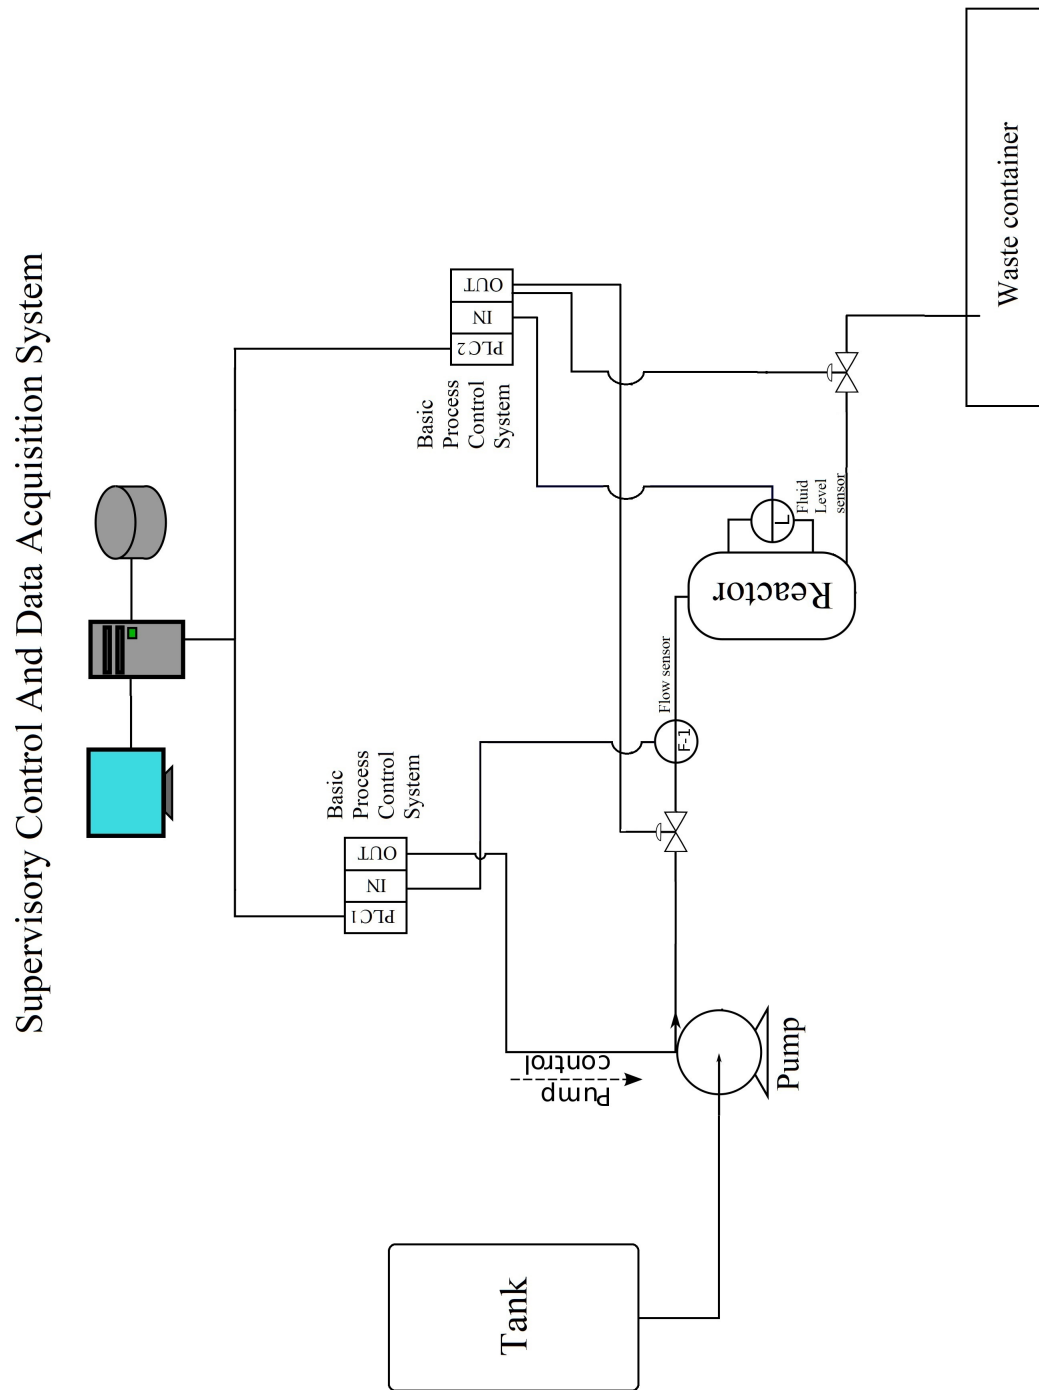 Supervisory Control And Data Acquisition System
Basic
Process
Control
System
PLC1
IN
OUT
Basic
Process
Control
System
PLC2
IN
OUT
Pump
control
Tank
Pump
F-1
Flow sensor
Reactor
L
Fluid
Level
sensor
Waste container